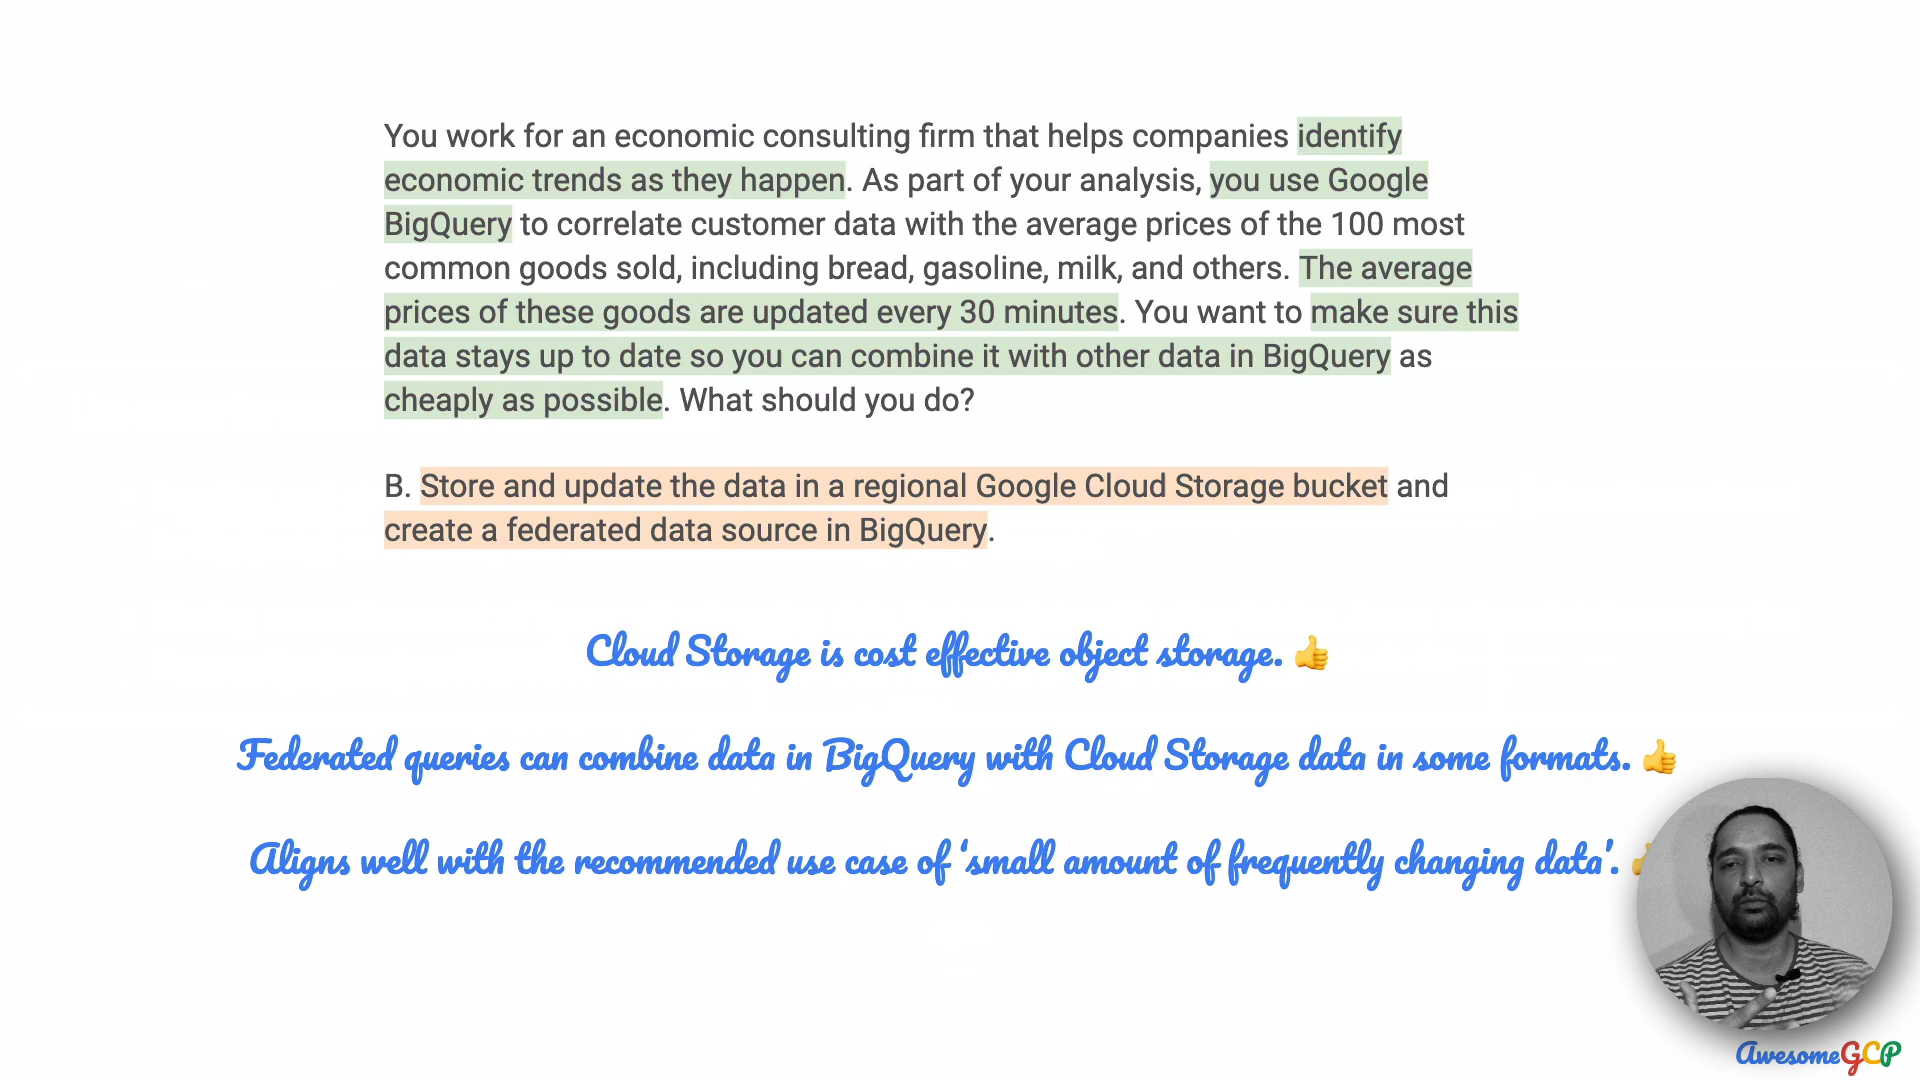 You work for an economic consulting firm that helps companies identify
economic trends as they happen. As part of your analysis, you use Google
BigQuery to correlate customer data with the average prices of the 100 most
common goods sold, including bread, gasoline, milk, and others. The average
prices of these goods are updated every 30 minutes. You want to make sure this
data stays up to date so you can combine it with other data in BigQuery as
cheaply as possible. What should you do?
B. Store and update the data in a regional Google Cloud Storage bucket and
create a federated data source in BigQuery.
Cloud Storage is cost effective object storage. 👍
Federated queries can combine data in BigQuery with Cloud Storage data in some formats. 👍
Aligns well with the recommended use case of ‘small amount of frequently changing data’.
AwesomeGCP